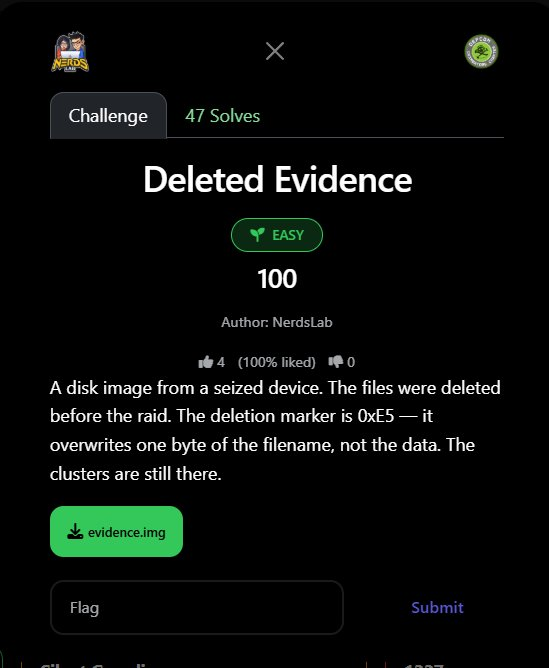 NERDS
Challenge
47 Solves
Deleted Evidence
EASY
100
Author: NerdsLab
4 (100% liked) 0
A disk image from a seized device. The files were deleted
before the raid. The deletion marker is 0xE5 — it
overwrites one byte of the filename, not the data. The
clusters are still there.
evidence.img
Flag
Submit